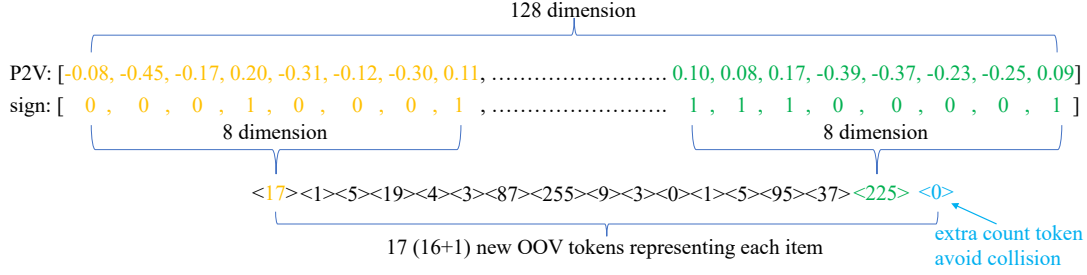 128 dimension
P2V: [-0.08, -0.45, -0.17, 0.20, -0.31, -0.12, -0.30, 0.11, ........................... 0.10, 0.08, 0.17, -0.39, -0.37, -0.23, -0.25, 0.09]
sign: [ 0 , 0 , 0 , 1 , 0 , 0 , 0 , 1 , ........................... 1 , 1 , 1 , 0 , 0 , 0 , 0 , 1 ]
8 dimension 8 dimension
<17><1><5><19><4><3><87><255><9><3><0><1><5><95><37><225> <0>
17 (16+1) new OOV tokens representing each item
extra count token
avoid collision